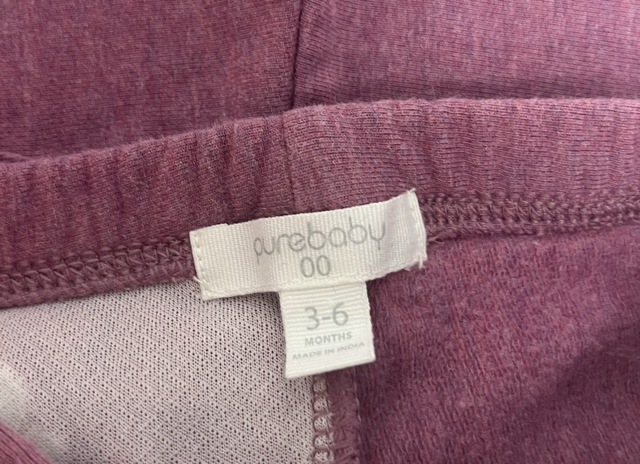 purebaby
00
3-6
MONTHS
MADE IN INDIA